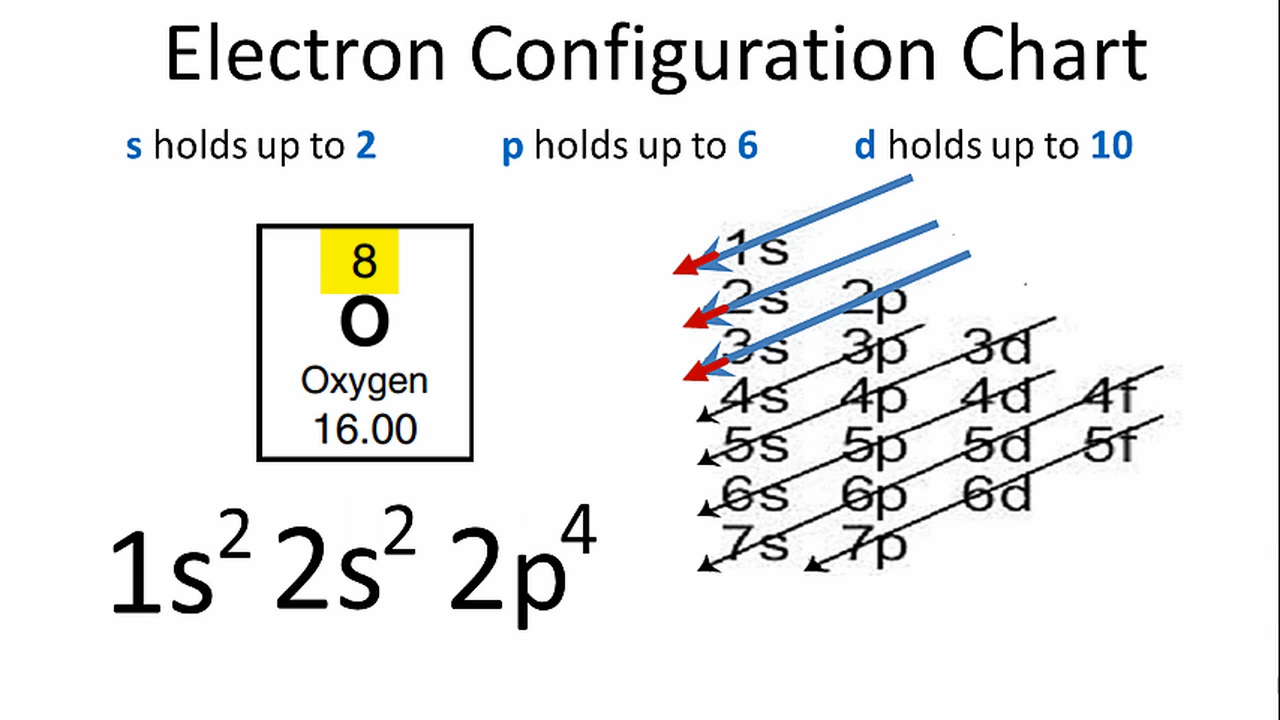 Electron Configuration Chart
s holds up to 2 p holds up to 6 d holds up to 10
8
O
Oxygen
16.00
1s² 2s² 2p⁴
1s
2s 2p
3s 3p 3d
4s 4p 4d 4f
5s 5p 5d 5f
6s 6p 6d
7s 7p